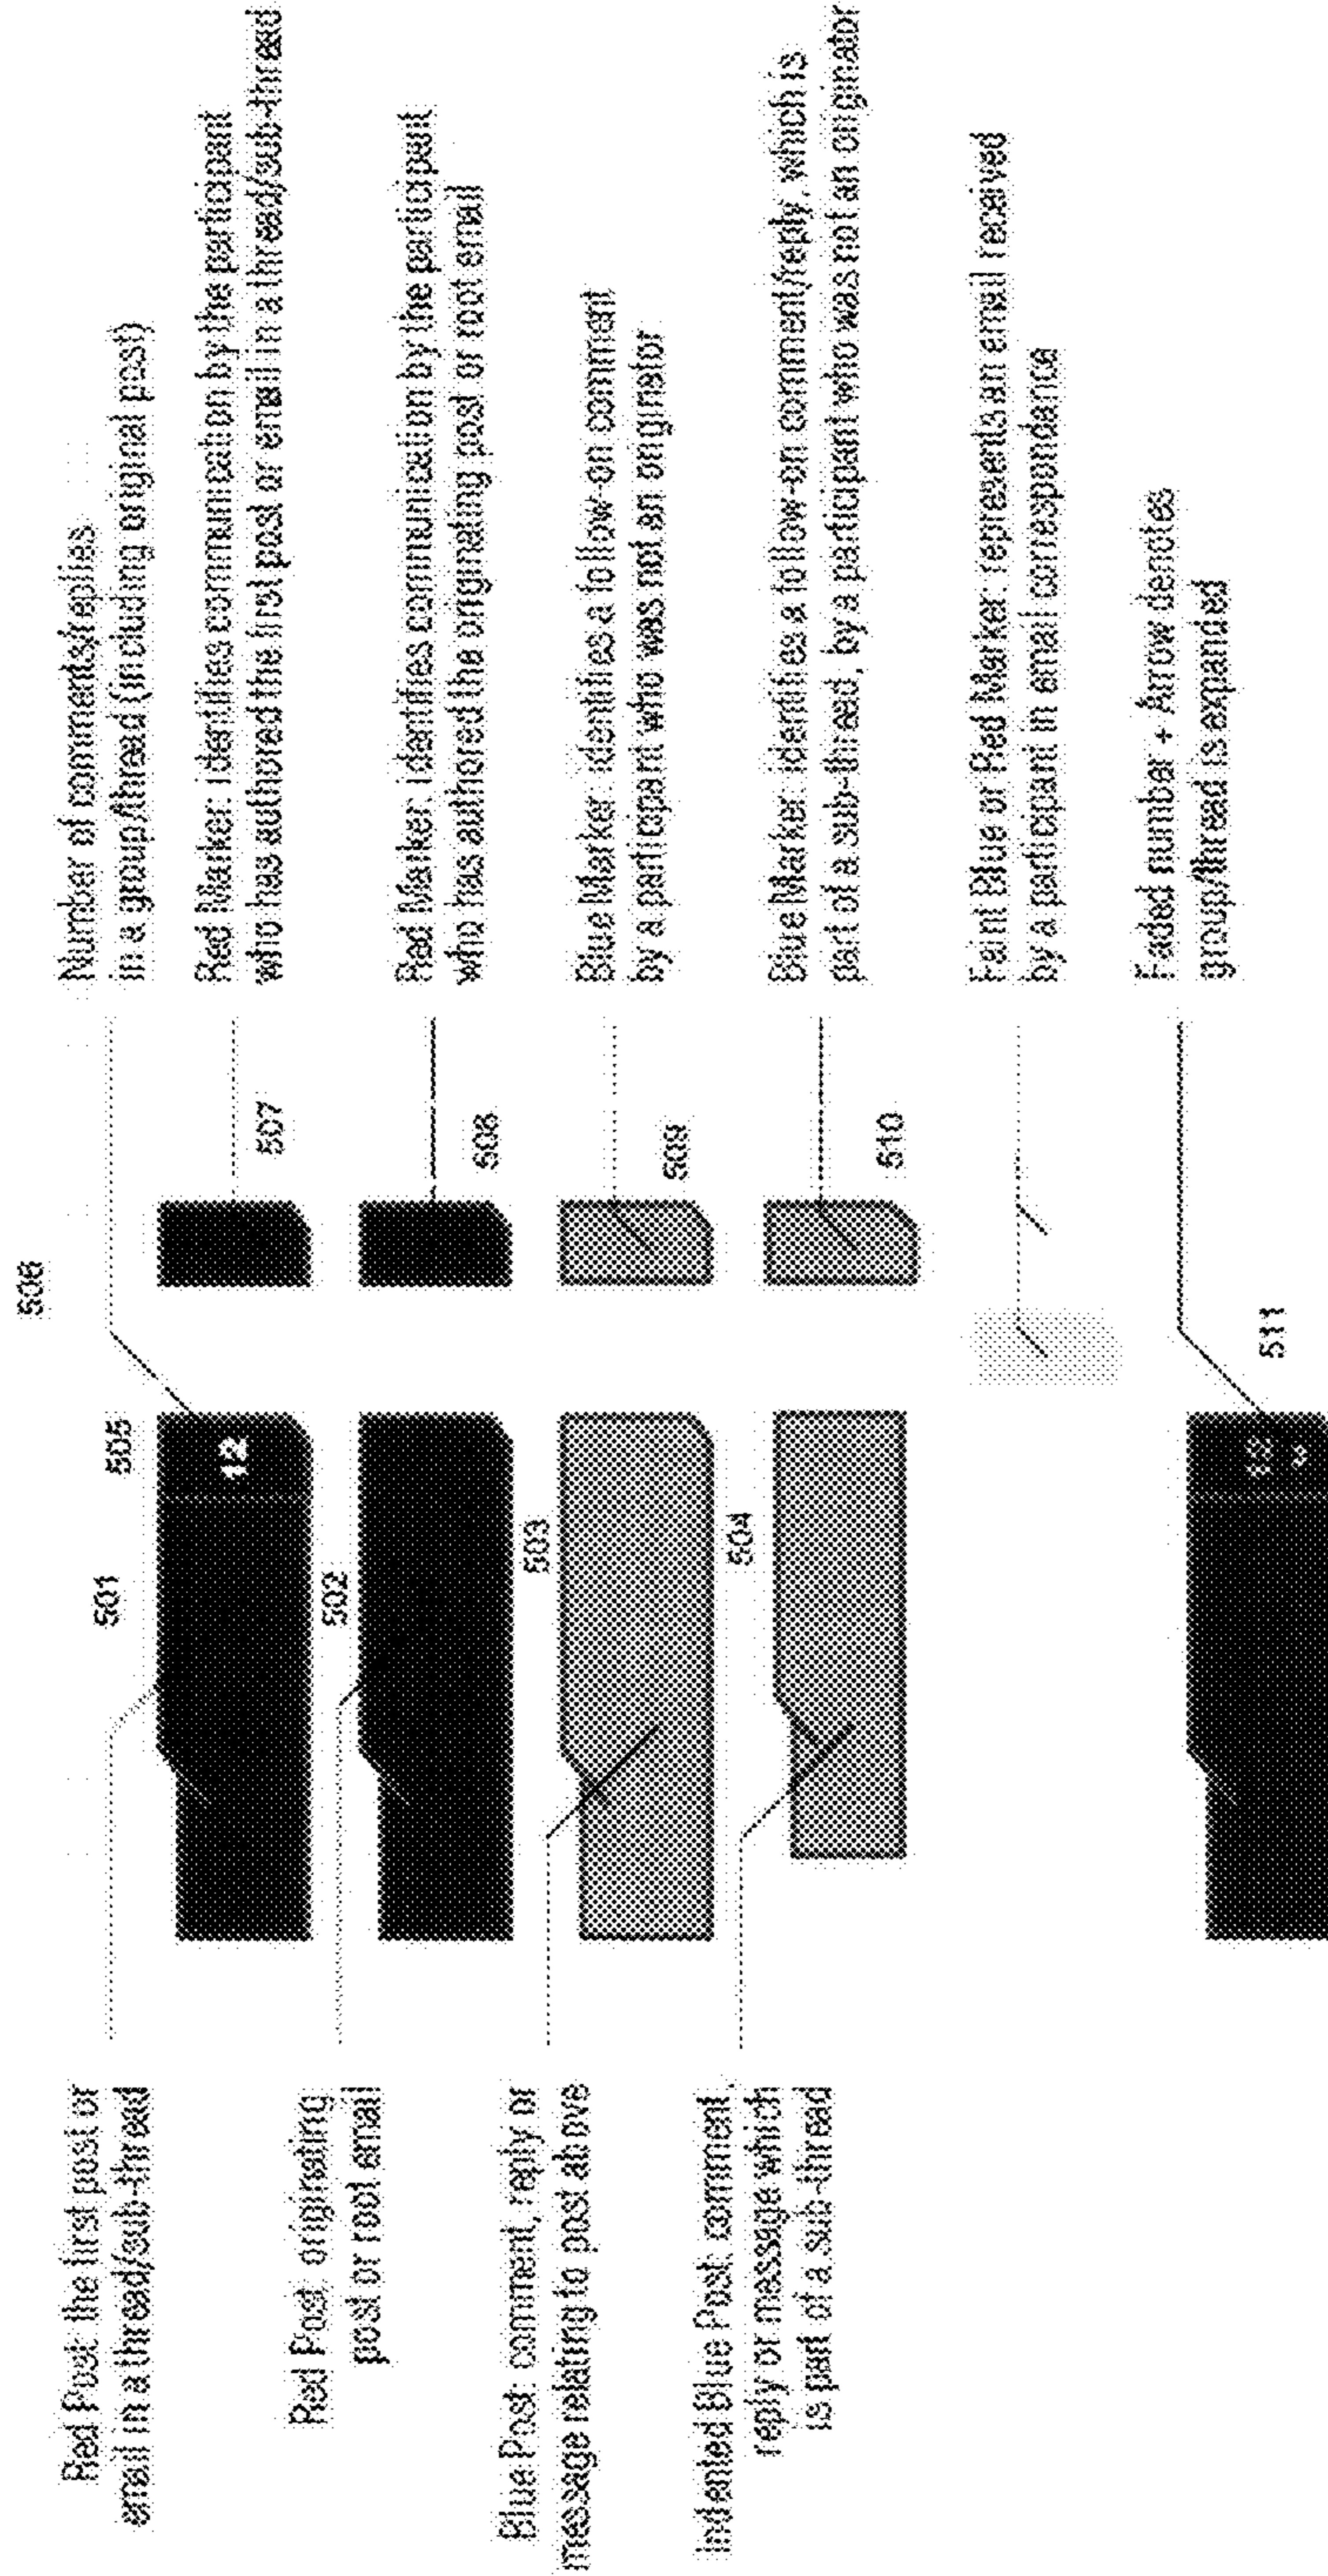 506
Number of comments/replies
in a group/thread (including original post)
Red Post: the first post or
email in a thread/sub-thread
501
505
12
Red Marker: identifies communication by the participant
who has authored the first post or email in a thread/sub-thread
507
Red Post: originating
post or root email
502
Red Marker: identifies communication by the participant
who has authored the originating post or root email
508
Blue Post: comment, reply or
message relating to post above
503
Blue Marker: identifies a follow-on comment
by a participant who was not an originator
509
Indented Blue Post: comment,
reply or message which
is part of a sub-thread
504
Blue Marker: identifies a follow-on comment/reply, which is
part of a sub-thread, by a participant who was not an originator
510
Faint Blue or Red Marker: represents an email received
by a participant in email correspondance
Faded number + Arrow denotes
group/thread is expanded
511